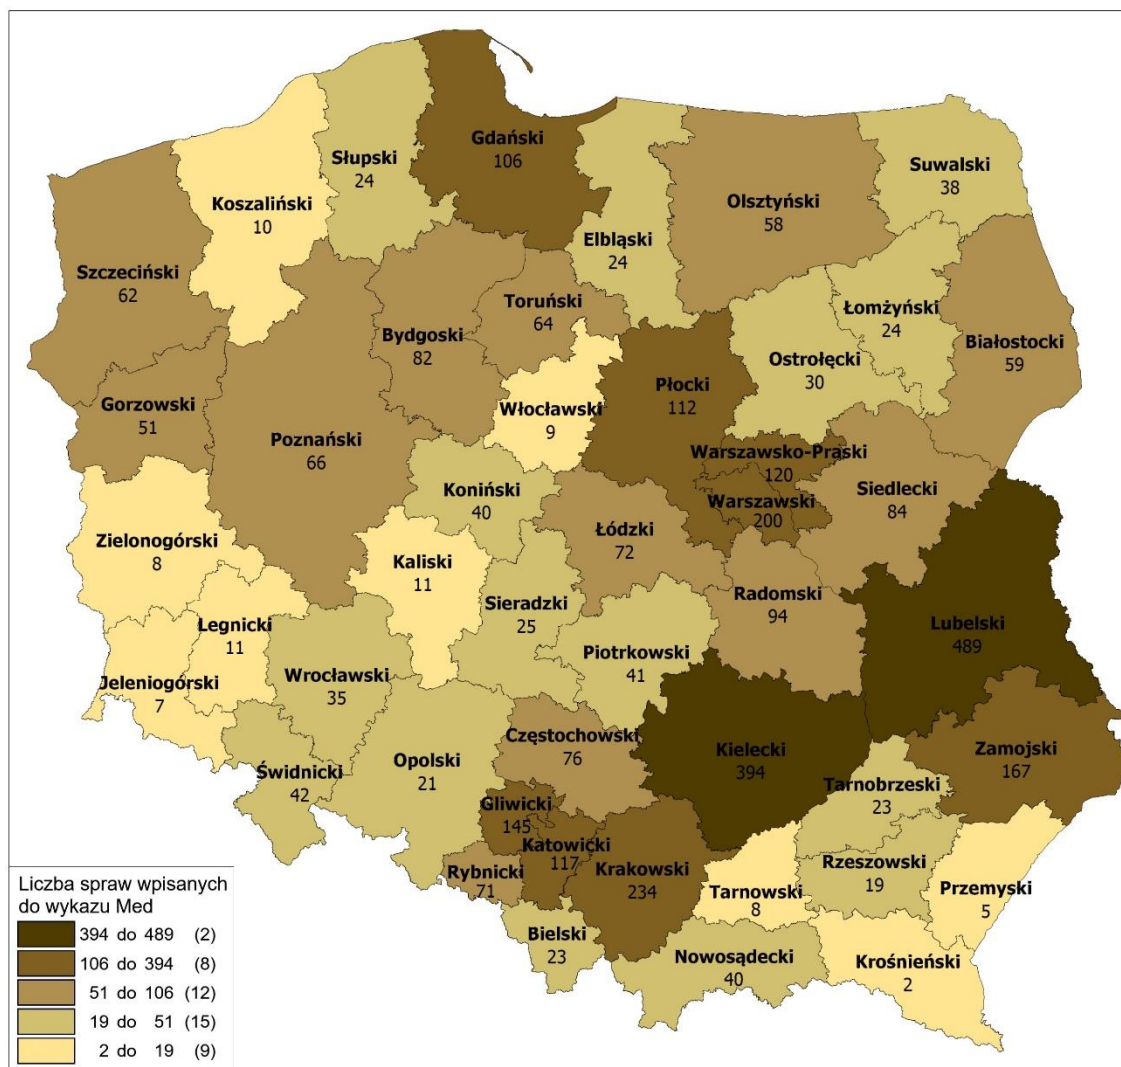 Gdański
106
Słupski
24
Suwalski
38
Koszaliński
10
Olsztyński
58
Elbląski
24
Szczeciński
62
Toruński
64
Łomżyński
24
Bydgoski
82
Białostocki
59
Ostrołęcki
30
Płocki
112
Gorzowski
51
Włocławski
9
Poznański
66
Warszawsko-Praski
120
Koniński
40
Siedlecki
84
Warszawski
200
Łódzki
72
Zielonogórski
8
Kaliski
11
Radomski
94
Sieradzki
25
Legnicki
11
Lubelski
489
Piotrkowski
41
Wrocławski
35
Jeleniogórski
7
Częstochowski
76
Kielecki
394
Zamojski
167
Opolski
21
Świdnicki
42
Tarnobrzeski
23
Gliwicki
145
Katowicki
117
Rzeszowski
19
Rybnicki
71
Krakowski
234
Tarnowski
8
Przemyski
5
Bielski
23
Nowosądecki
40
Krośnieński
2
Liczba spraw wpisanych
do wykazu Med
394 do 489 (2)
106 do 394 (8)
51 do 106 (12)
19 do 51 (15)
2 do 19 (9)